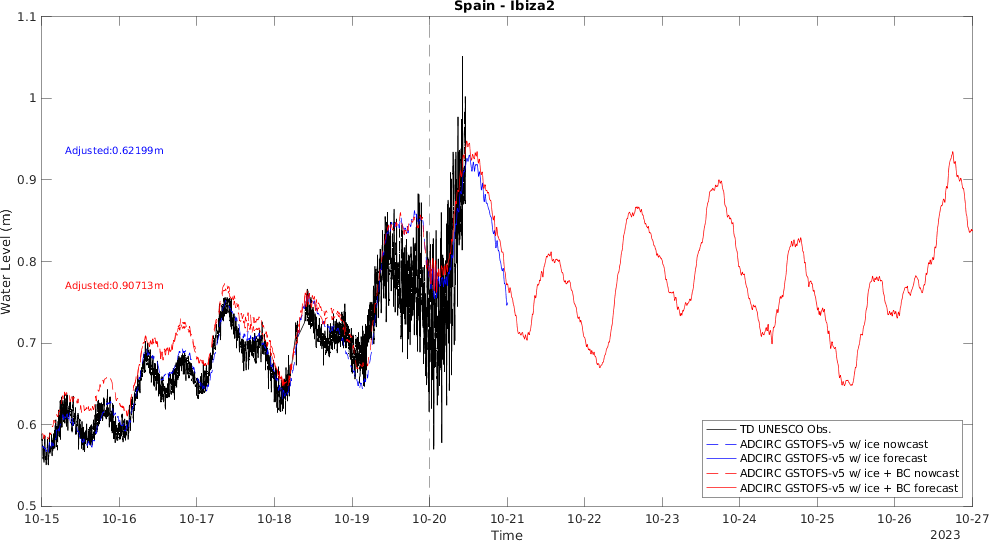 Spain - Ibiza2
1.1
1
0.9
0.8
0.7
0.6
0.5
Water Level (m)
Adjusted:0.62199m
Adjusted:0.90713m
TD UNESCO Obs.
ADCIRC GSTOFS-v5 w/ ice nowcast
ADCIRC GSTOFS-v5 w/ ice forecast
ADCIRC GSTOFS-v5 w/ ice + BC nowcast
ADCIRC GSTOFS-v5 w/ ice + BC forecast
10-15 10-16 10-17 10-18 10-19 10-20 10-21 10-22 10-23 10-24 10-25 10-26 10-27
Time
2023